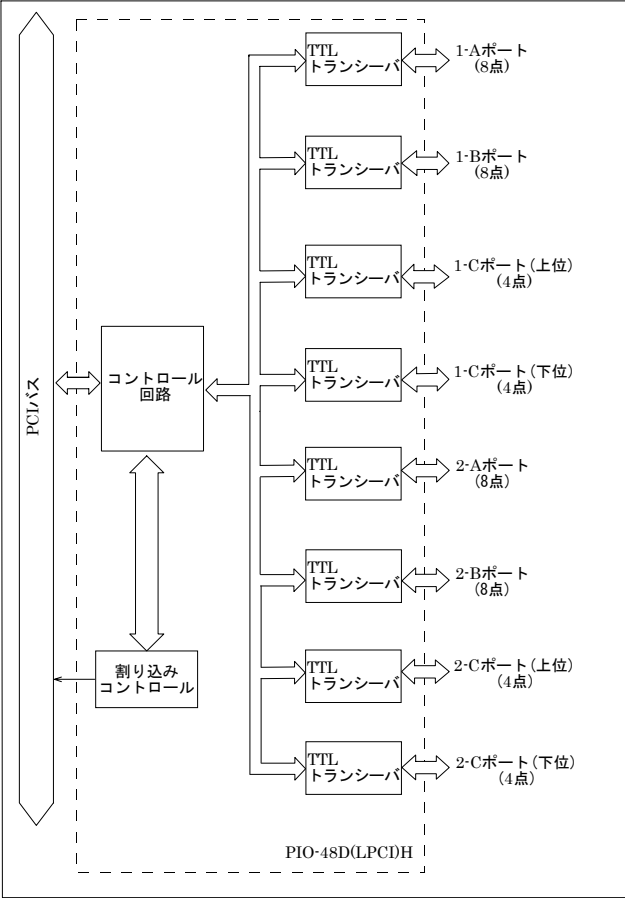 TTL
トランシーバ
1-Aポート
(8点)
TTL
トランシーバ
1-Bポート
(8点)
TTL
トランシーバ
1-Cポート(上位)
(4点)
TTL
トランシーバ
1-Cポート(下位)
(4点)
PCIバス
コントロール
回路
TTL
トランシーバ
2-Aポート
(8点)
TTL
トランシーバ
2-Bポート
(8点)
割り込み
コントロール
TTL
トランシーバ
2-Cポート(上位)
(4点)
TTL
トランシーバ
2-Cポート(下位)
(4点)
PIO-48D(LPCI)H